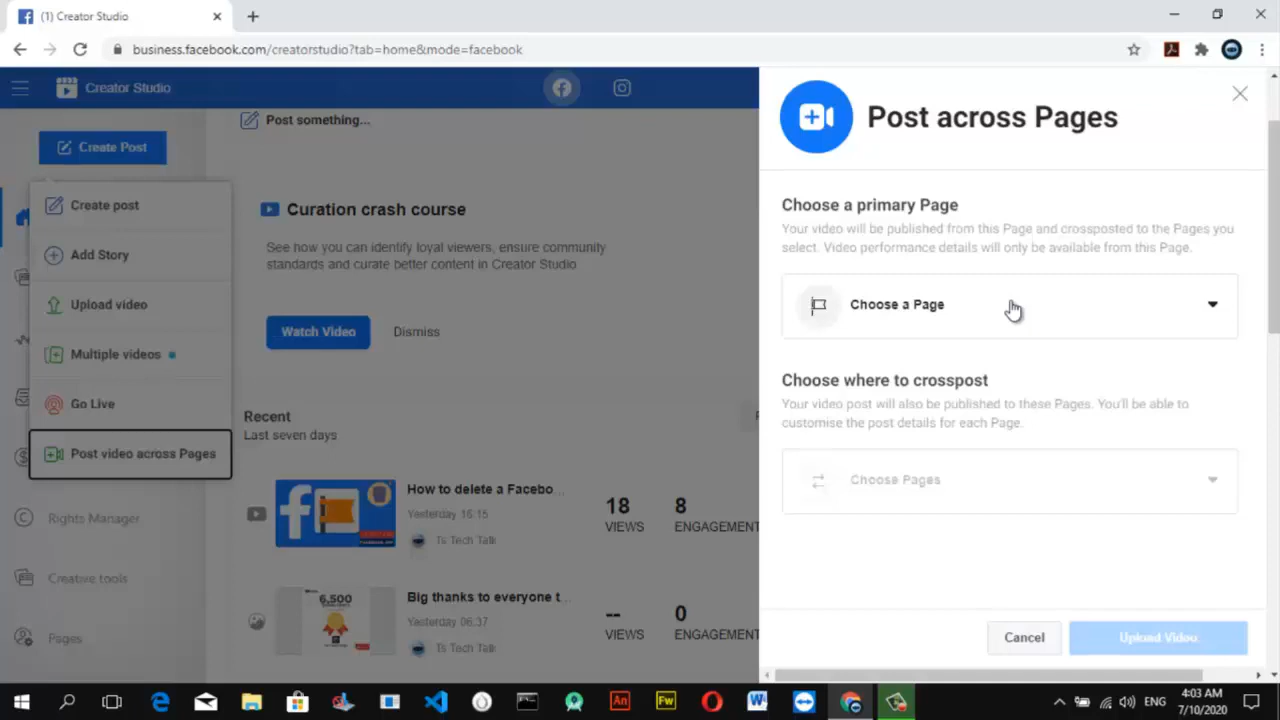 (1) Creator Studio
business.facebook.com/creatorstudio?tab=home&mode=facebook
Creator Studio
Create Post
Create post
Add Story
Upload video
Multiple videos
Go Live
Post video across Pages
Rights Manager
Creative tools
Pages
Post something...
Curation crash course
See how you can identify loyal viewers, ensure community
standards and curate better content in Creator Studio
Watch Video
Dismiss
Recent
Last seven days
How to delete a Facebo...
Yesterday 16:15
Ts Tech Talk
18
VIEWS
8
ENGAGEMENT
6,500
Big thanks to everyone t...
Yesterday 06:37
Ts Tech Talk
--
VIEWS
0
ENGAGEMENT
Post across Pages
Choose a primary Page
Your video will be published from this Page and crossposted to the Pages you
select. Video performance details will only be available from this Page.
Choose a Page
Choose where to crosspost
Your video post will also be published to these Pages. You'll be able to
customise the post details for each Page.
Choose Pages
Cancel
Upload Video
An
Fw
ENG
4:03 AM
7/10/2020